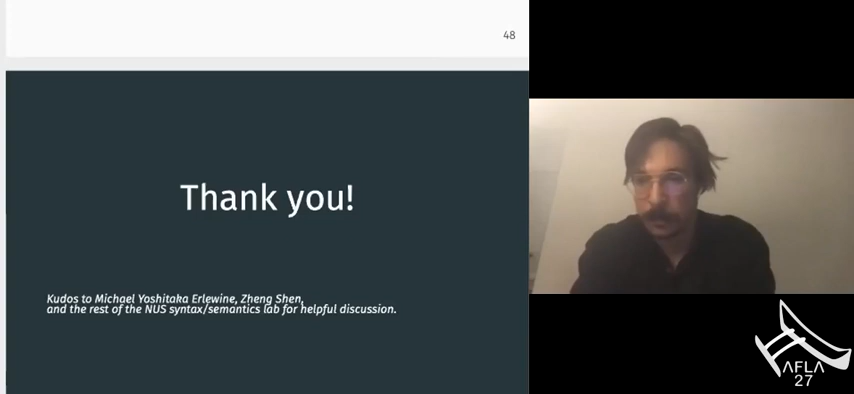 48
Thank you!
Kudos to Michael Yoshitaka Erlewine, Zheng Shen,
and the rest of the NUS syntax/semantics lab for helpful discussion.
AFLA
27